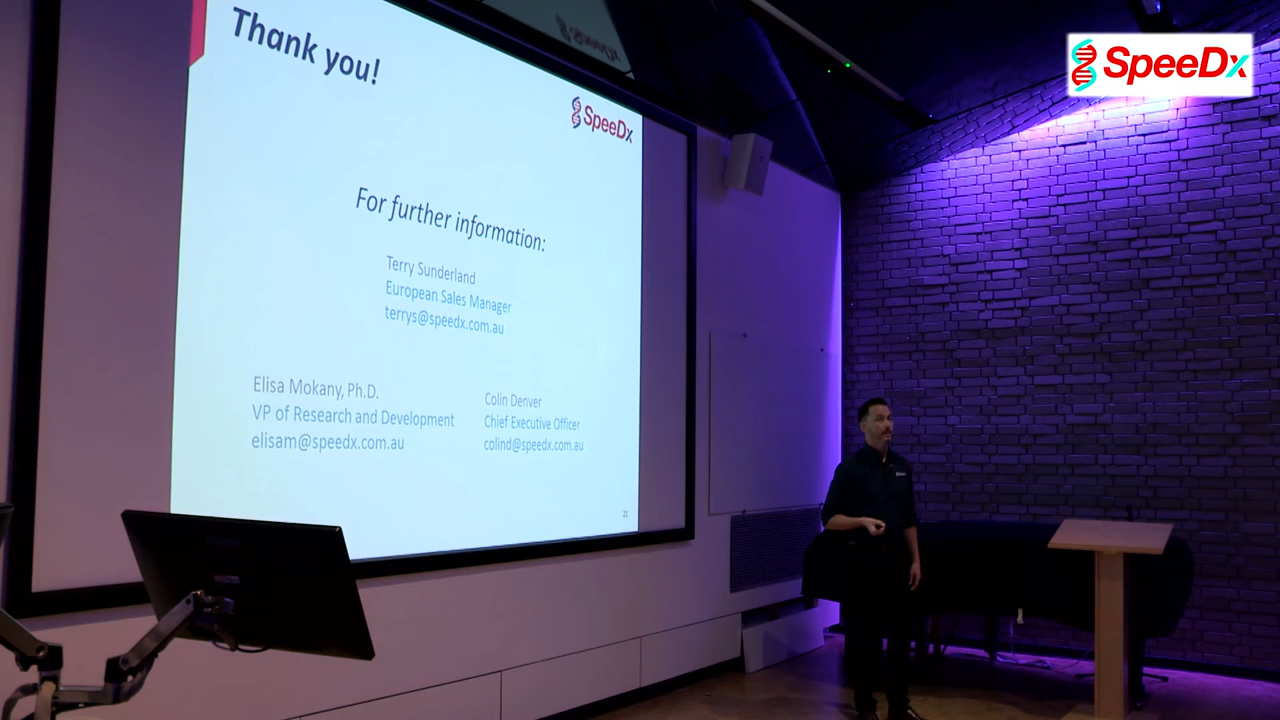 Thank you!
SpeeDx
SpeeDx
For further information:
Terry Sunderland
European Sales Manager
terrys@speedx.com.au
Elisa Mokany, Ph.D.
VP of Research and Development
elisam@speedx.com.au
Colin Denver
Chief Executive Officer
colind@speedx.com.au
21